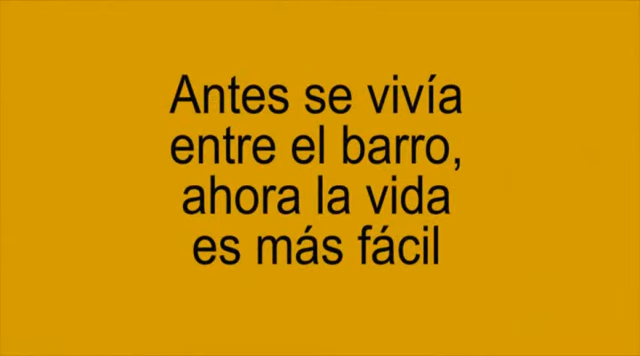 Antes se vivía
entre el barro,
ahora la vida
es más fácil